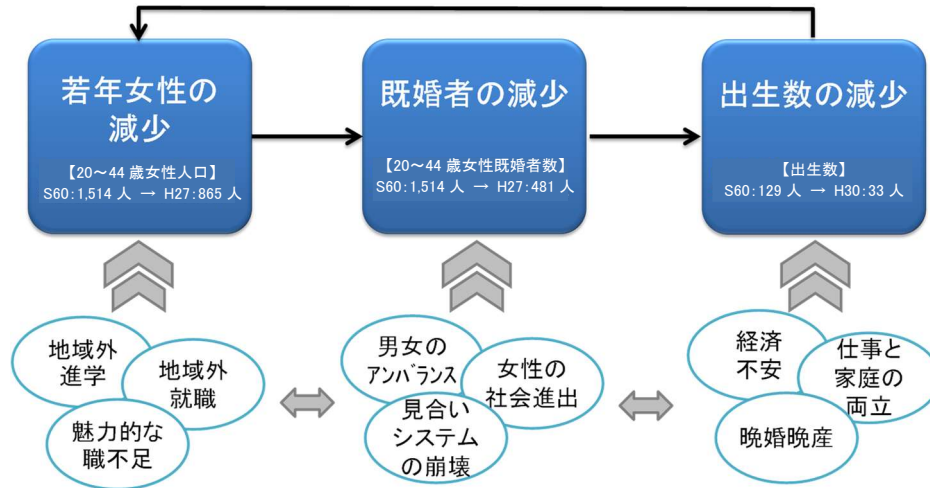 若年女性の
減少
【20～44 歳女性人口】
S60：1,514 人 → H27：865 人
既婚者の減少
【20～44 歳女性既婚者数】
S60：1,514 人 → H27：481 人
出生数の減少
【出生数】
S60：129 人 → H30：33 人
地域外
進学
地域外
就職
魅力的な
職不足
男女の
アンバランス
女性の
社会進出
見合い
システム
の崩壊
経済
不安
仕事と
家庭の
両立
晩婚晩産